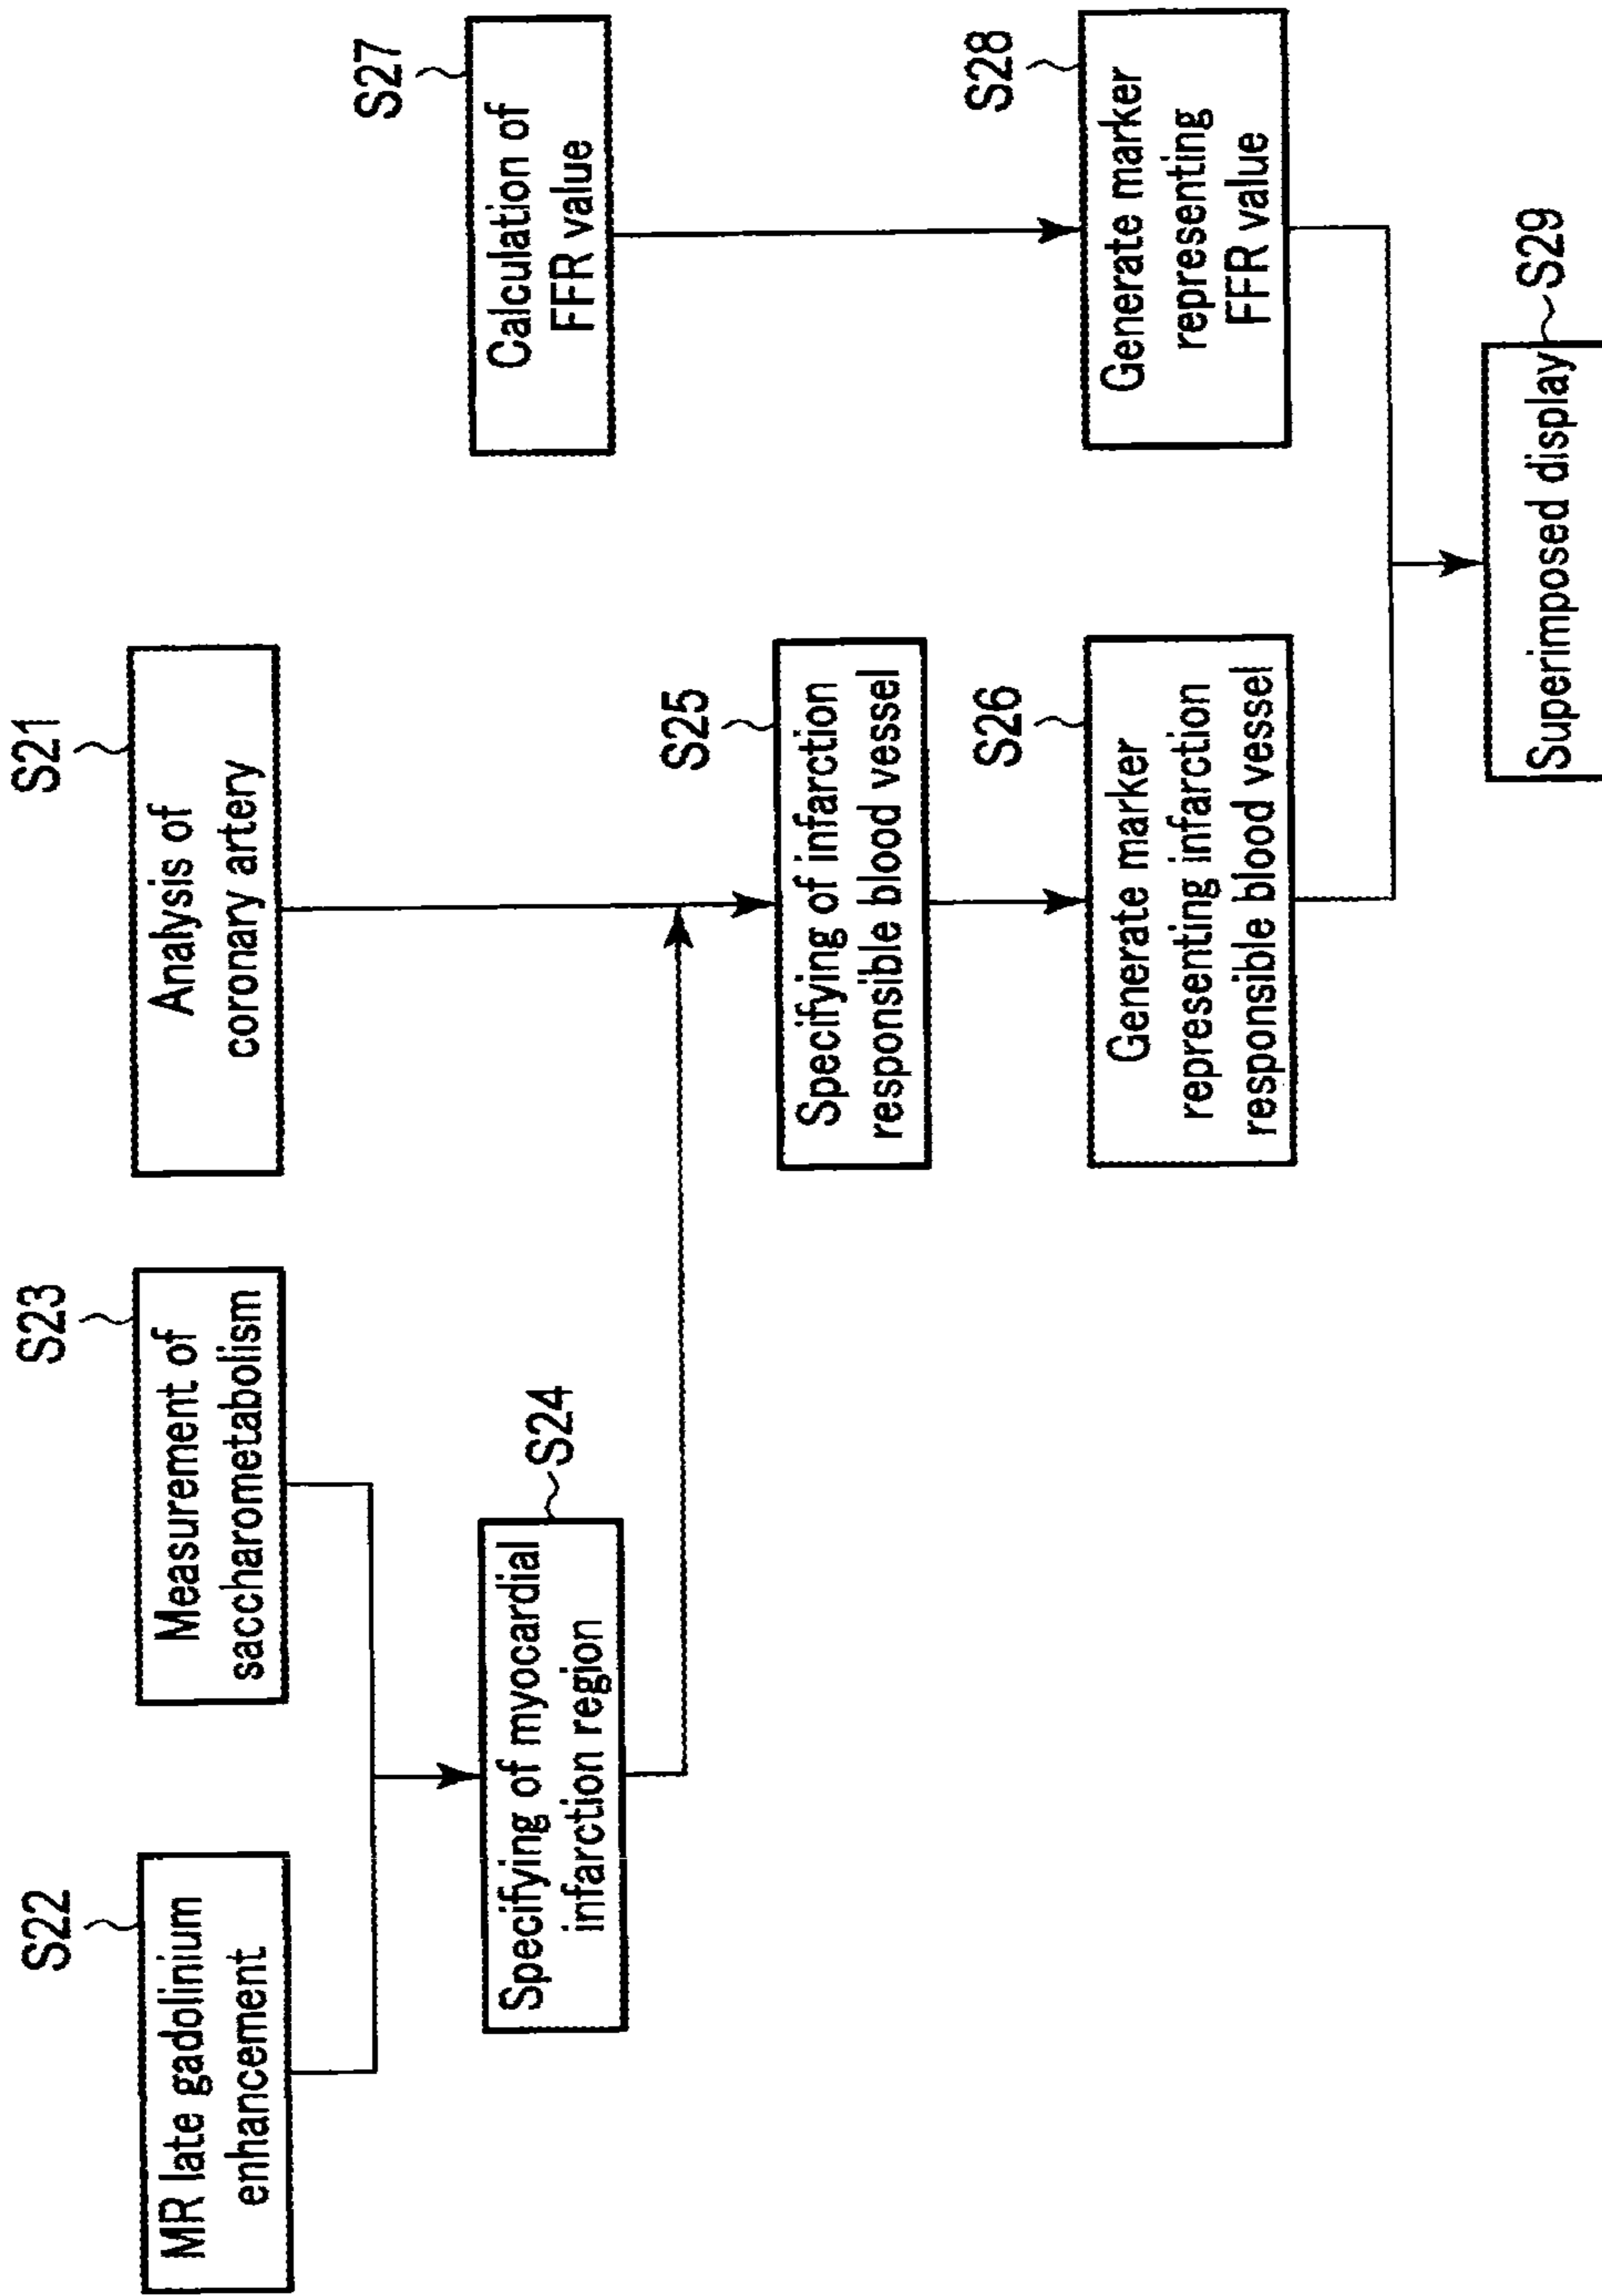 S22
MR late gadolinium
enhancement
S23
Measurement of
saccharometabolism
S21
Analysis of
coronary artery
S24
Specifying of myocardial
infarction region
S27
Calculation of
FFR value
S25
Specifying of infarction
responsible blood vessel
S26
Generate marker
representing infarction
responsible blood vessel
S28
Generate marker
representing
FFR value
S29
Superimposed display